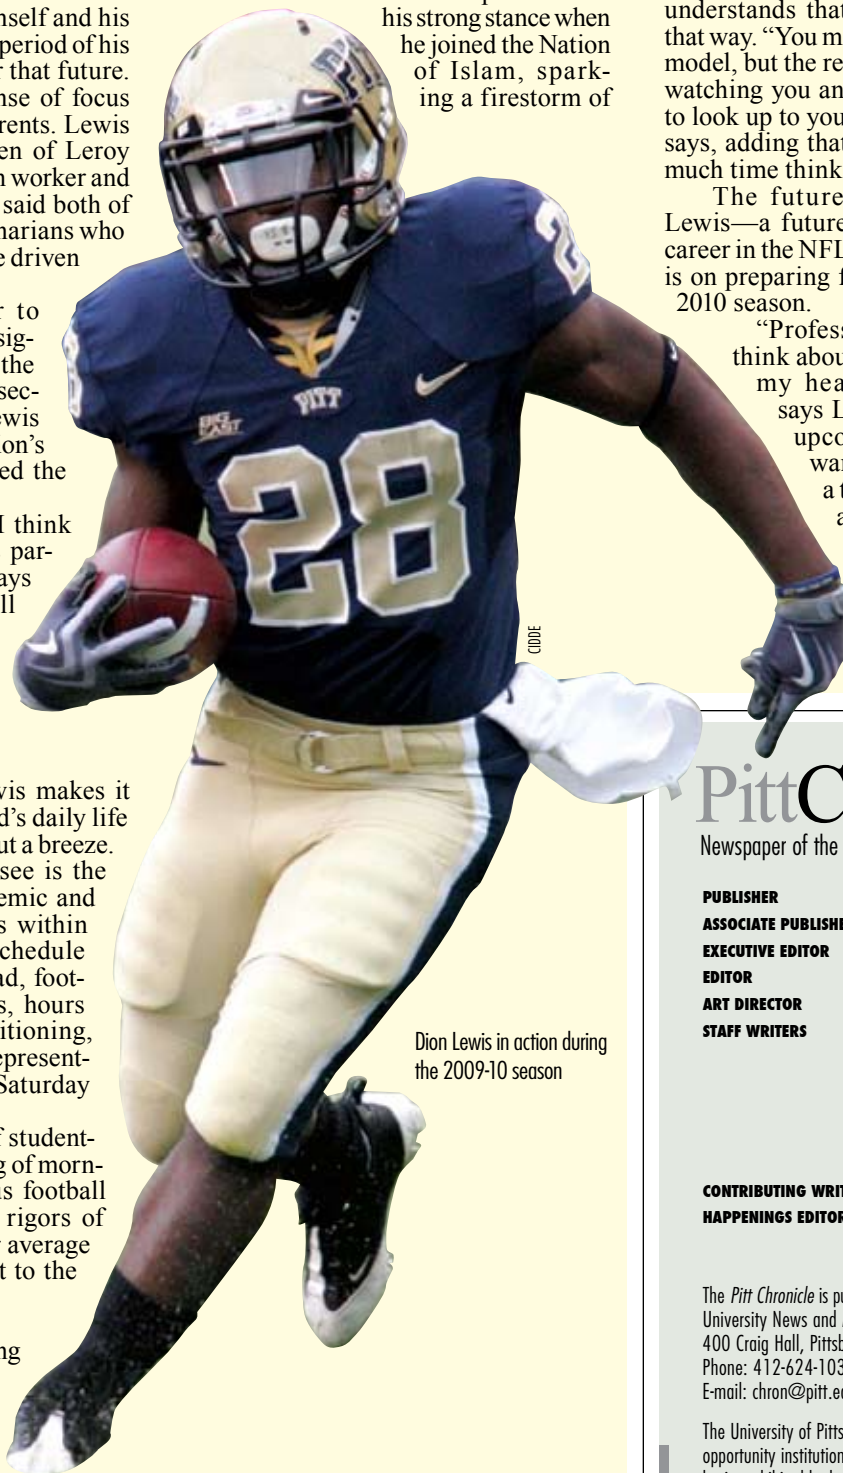 nself and his
period of his
that future.
nse of focus
rents. Lewis
en of Leroy
n worker and
said both of
narians who
e driven
r to
sig-
the
sec-
ewis
ion's
ed the
I think
par-
ays
ll
wis makes it
d's daily life
ut a breeze.
see is the
emic and
s within
chedule
ad, foot-
s, hours
itioning,
epresent-
Saturday
f student-
g of morn-
is football
rigors of
average
t to the
ng
his strong stance when
he joined the Nation
of Islam, spark-
ing a firestorm of
understands that
that way. “You m
model, but the re
watching you an
to look up to you
says, adding that
much time think
The future
Lewis—a future
career in the NFL
is on preparing f
2010 season.
“Profess
think abou
my hea
says L
upco
wan
a t
a
PITT
BIG
EAST
28
28
CIDDE
Dion Lewis in action during
the 2009-10 season
PittC
Newspaper of the
PUBLISHER
ASSOCIATE PUBLISHE
EXECUTIVE EDITOR
EDITOR
ART DIRECTOR
STAFF WRITERS
CONTRIBUTING WRIT
HAPPENINGS EDITOR
The Pitt Chronicle is pu
University News and
400 Craig Hall, Pittsb
Phone: 412-624-103
E-mail: chron@pitt.ed
The University of Pitts
opportunity institution